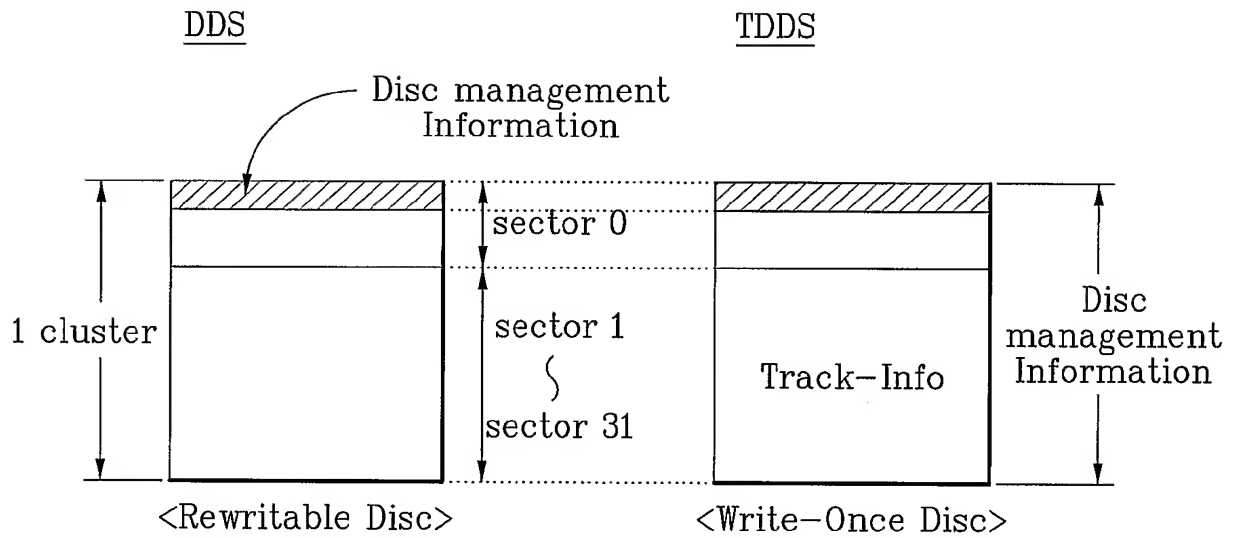 DDS
TDDS
Disc management
Information
sector 0
1 cluster
sector 1
sector 31
Track-Info
Disc
management
Information
<Rewritable Disc>
<Write-Once Disc>